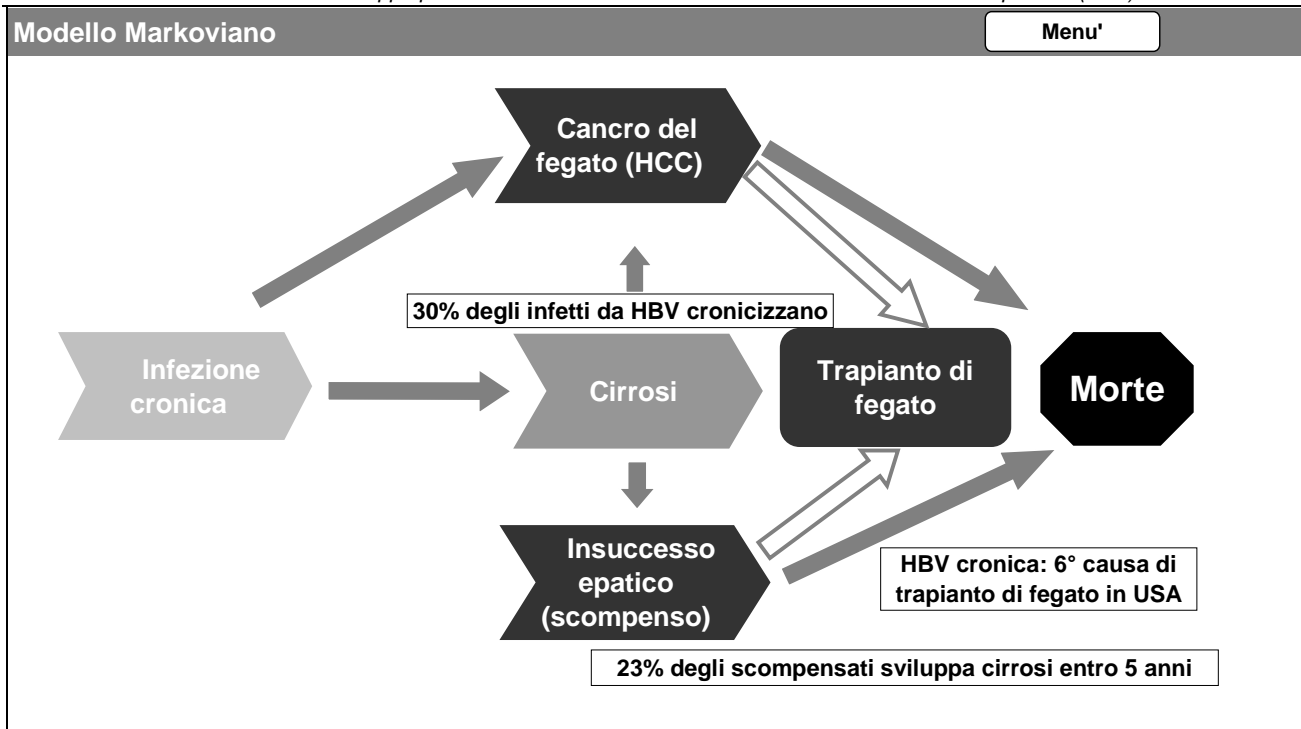 Modello Markoviano
Menu'
Cancro del
fegato (HCC)
30% degli infetti da HBV cronicizzano
Infezione
cronica
Cirrosi
Trapianto di
fegato
Morte
Insuccesso
epatico
(scompenso)
HBV cronica: 6° causa di
trapianto di fegato in USA
23% degli scompensati sviluppa cirrosi entro 5 anni